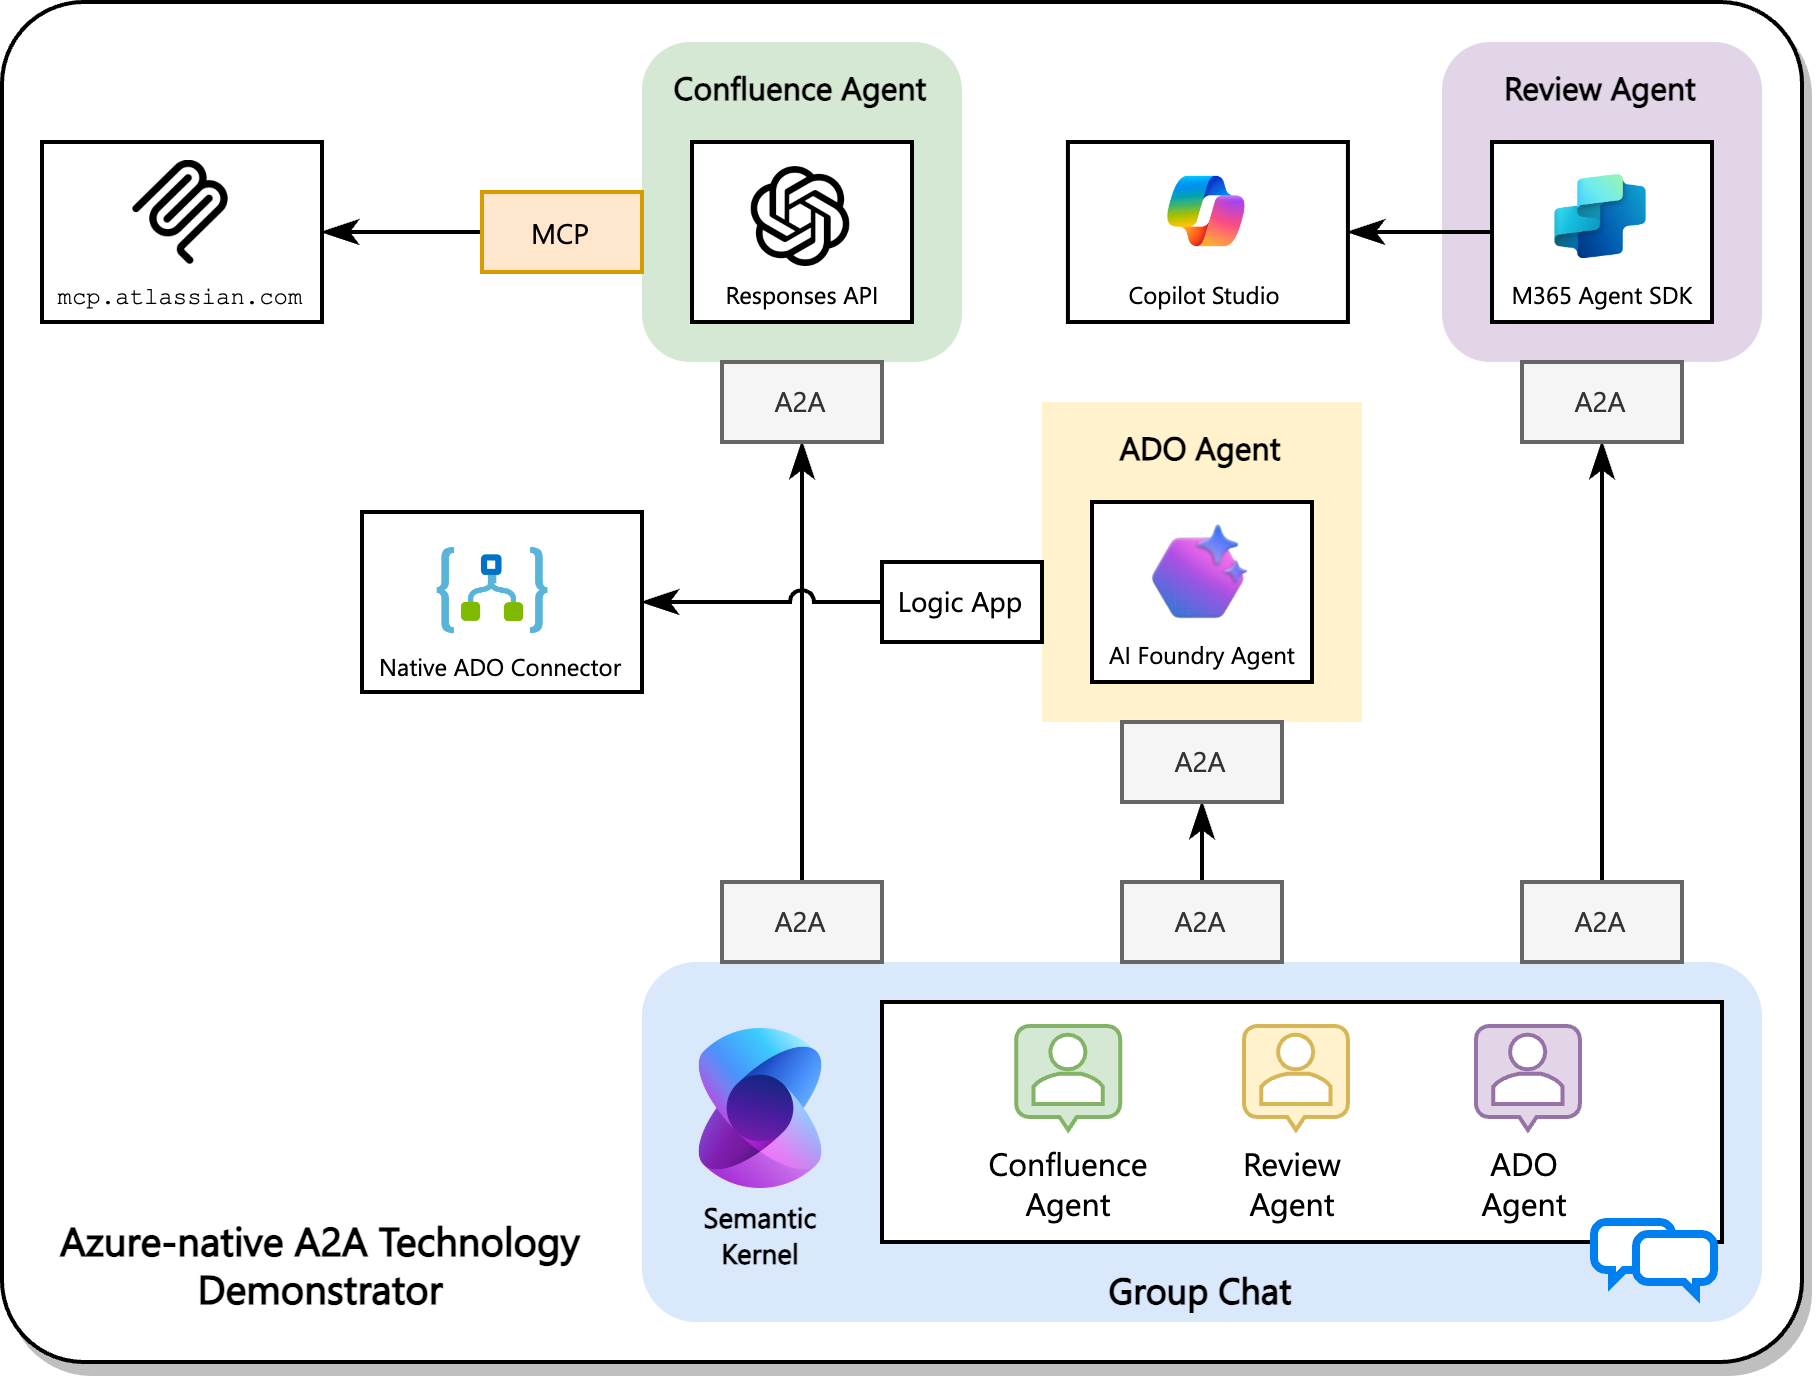 Confluence Agent
Review Agent
mcp.atlassian.com
MCP
Responses API
Copilot Studio
M365 Agent SDK
A2A
A2A
ADO Agent
Native ADO Connector
Logic App
AI Foundry Agent
A2A
A2A
A2A
A2A
Semantic
Kernel
Confluence
Agent
Review
Agent
ADO
Agent
Group Chat
Azure-native A2A Technology
Demonstrator